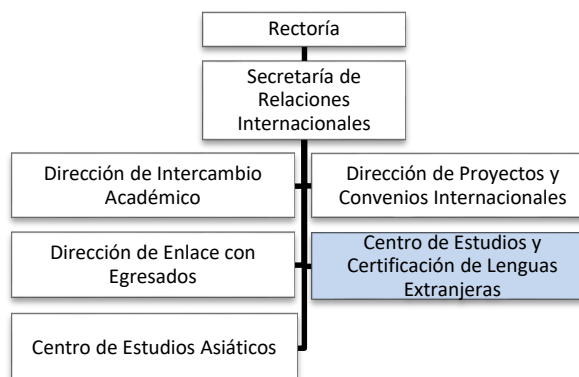 Rectoría
Secretaría de
Relaciones
Internacionales
Dirección de Intercambio
Académico
Dirección de Proyectos y
Convenios Internacionales
Dirección de Enlace con
Egresados
Centro de Estudios y
Certificación de Lenguas
Extranjeras
Centro de Estudios Asiáticos